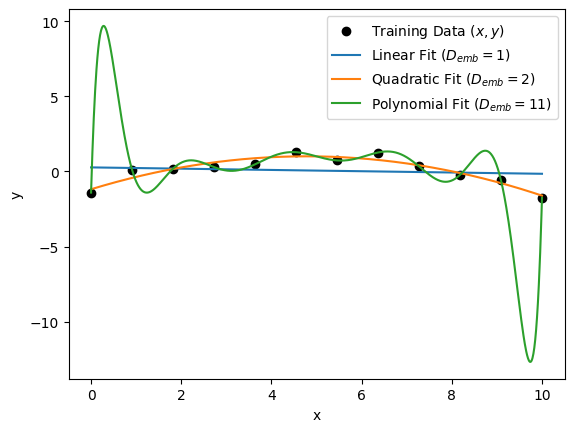 10
5
0
−5
−10
y
0
2
4
6
8
10
x
Training Data (x, y)
Linear Fit (D_emb = 1)
Quadratic Fit (D_emb = 2)
Polynomial Fit (D_emb = 11)